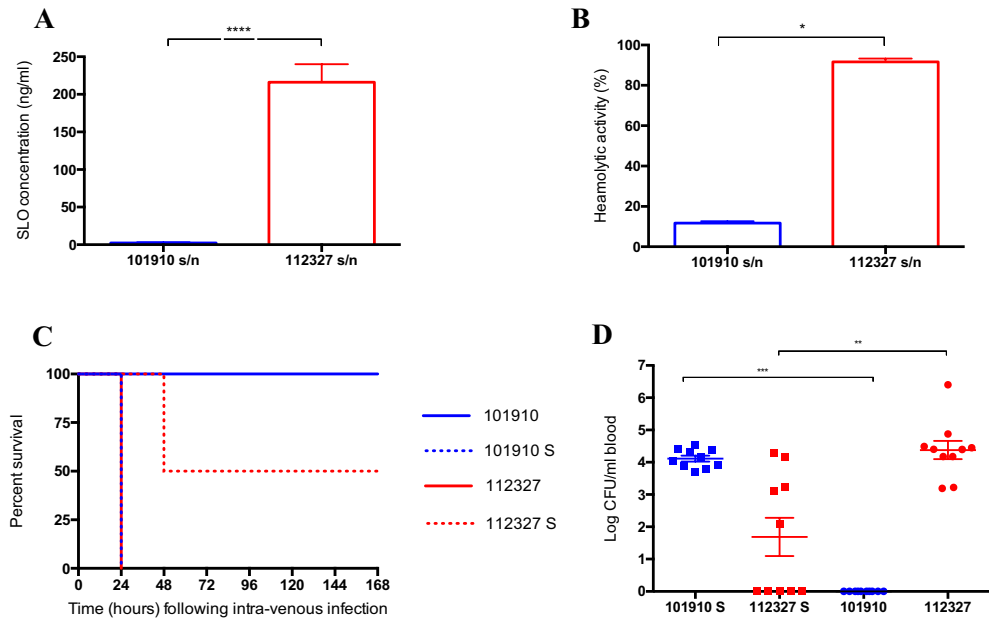 A
****
SLO concentration (ng/ml)
250
200
150
100
50
0
101910 s/n
112327 s/n
B
*
Heamolytic activity (%)
100
80
60
40
20
0
101910 s/n
112327 s/n
C
Percent survival
100
75
50
25
0
0 24 48 72 96 120 144 168
Time (hours) following intra-venous infection
101910
101910 S
112327
112327 S
D
**
***
Log CFU/ml blood
7
6
5
4
3
2
1
0
101910 S
112327 S
101910
112327